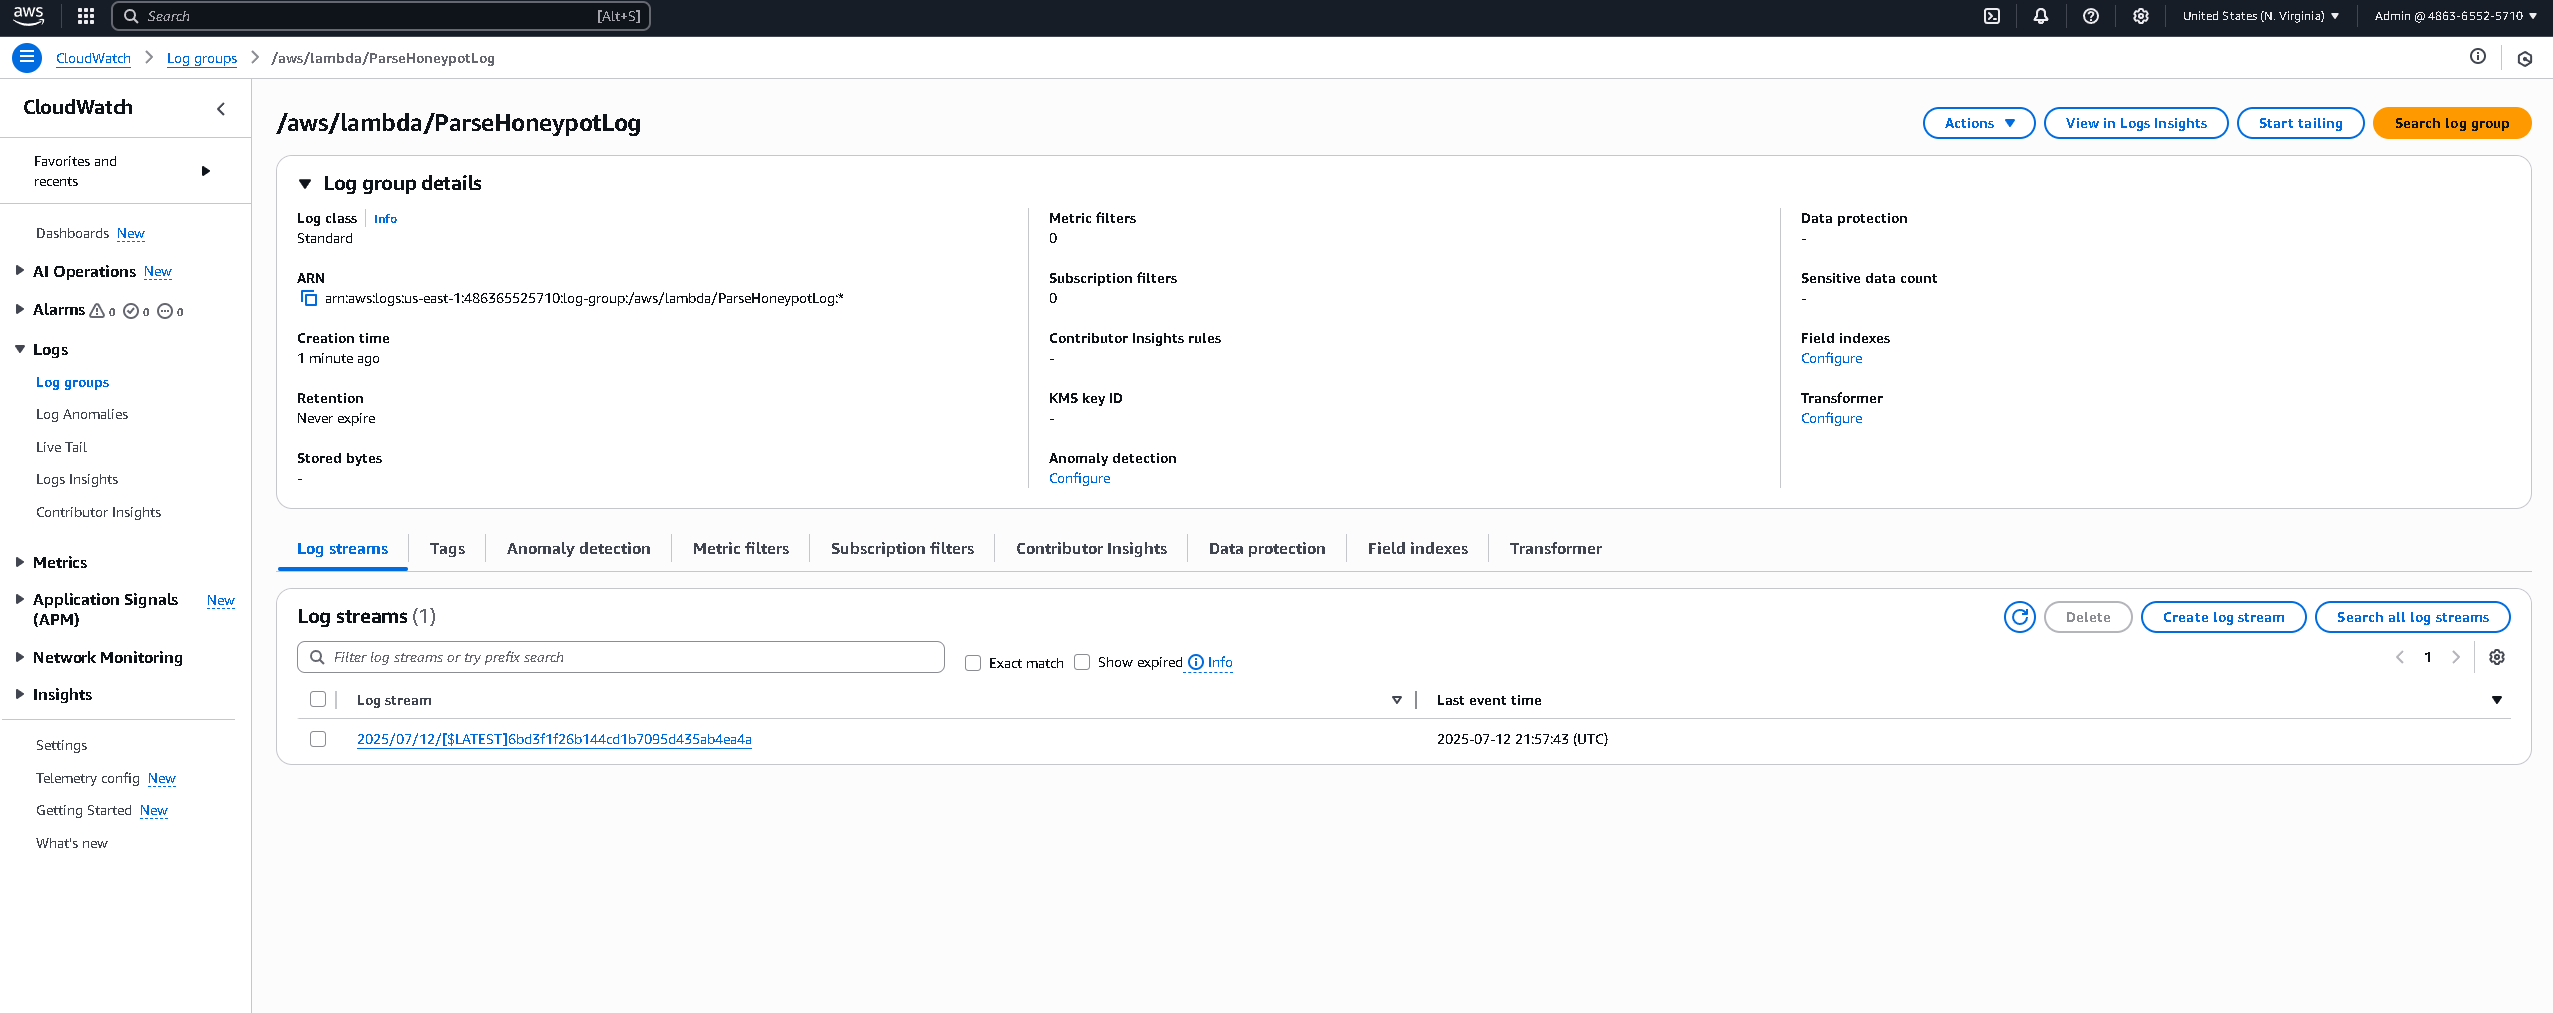 aws
Search [Alt+S]
United States (N. Virginia)
Admin @ 4863-6552-5710
CloudWatch
Log groups
/aws/lambda/ParseHoneypotLog
CloudWatch
Favorites and
recents
Dashboards New
AI Operations New
Alarms 0 0 0
Logs
Log groups
Log Anomalies
Live Tail
Logs Insights
Contributor Insights
Metrics
Application Signals New
(APM)
Network Monitoring
Insights
Settings
Telemetry config New
Getting Started New
What's new
/aws/lambda/ParseHoneypotLog
Actions
View in Logs Insights
Start tailing
Search log group
Log group details
Log class Info
Standard
ARN
arn:aws:logs:us-east-1:486365525710:log-group:/aws/lambda/ParseHoneypotLog:*
Creation time
1 minute ago
Retention
Never expire
Stored bytes
-
Metric filters
0
Subscription filters
0
Contributor Insights rules
-
KMS key ID
-
Anomaly detection
Configure
Data protection
-
Sensitive data count
-
Field indexes
Configure
Transformer
Configure
Log streams
Tags
Anomaly detection
Metric filters
Subscription filters
Contributor Insights
Data protection
Field indexes
Transformer
Log streams (1)
Delete
Create log stream
Search all log streams
Filter log streams or try prefix search
Exact match
Show expired Info
1
Log stream
Last event time
2025/07/12/[$LATEST]6bd3f1f26b144cd1b7095d435ab4ea4a
2025-07-12 21:57:43 (UTC)